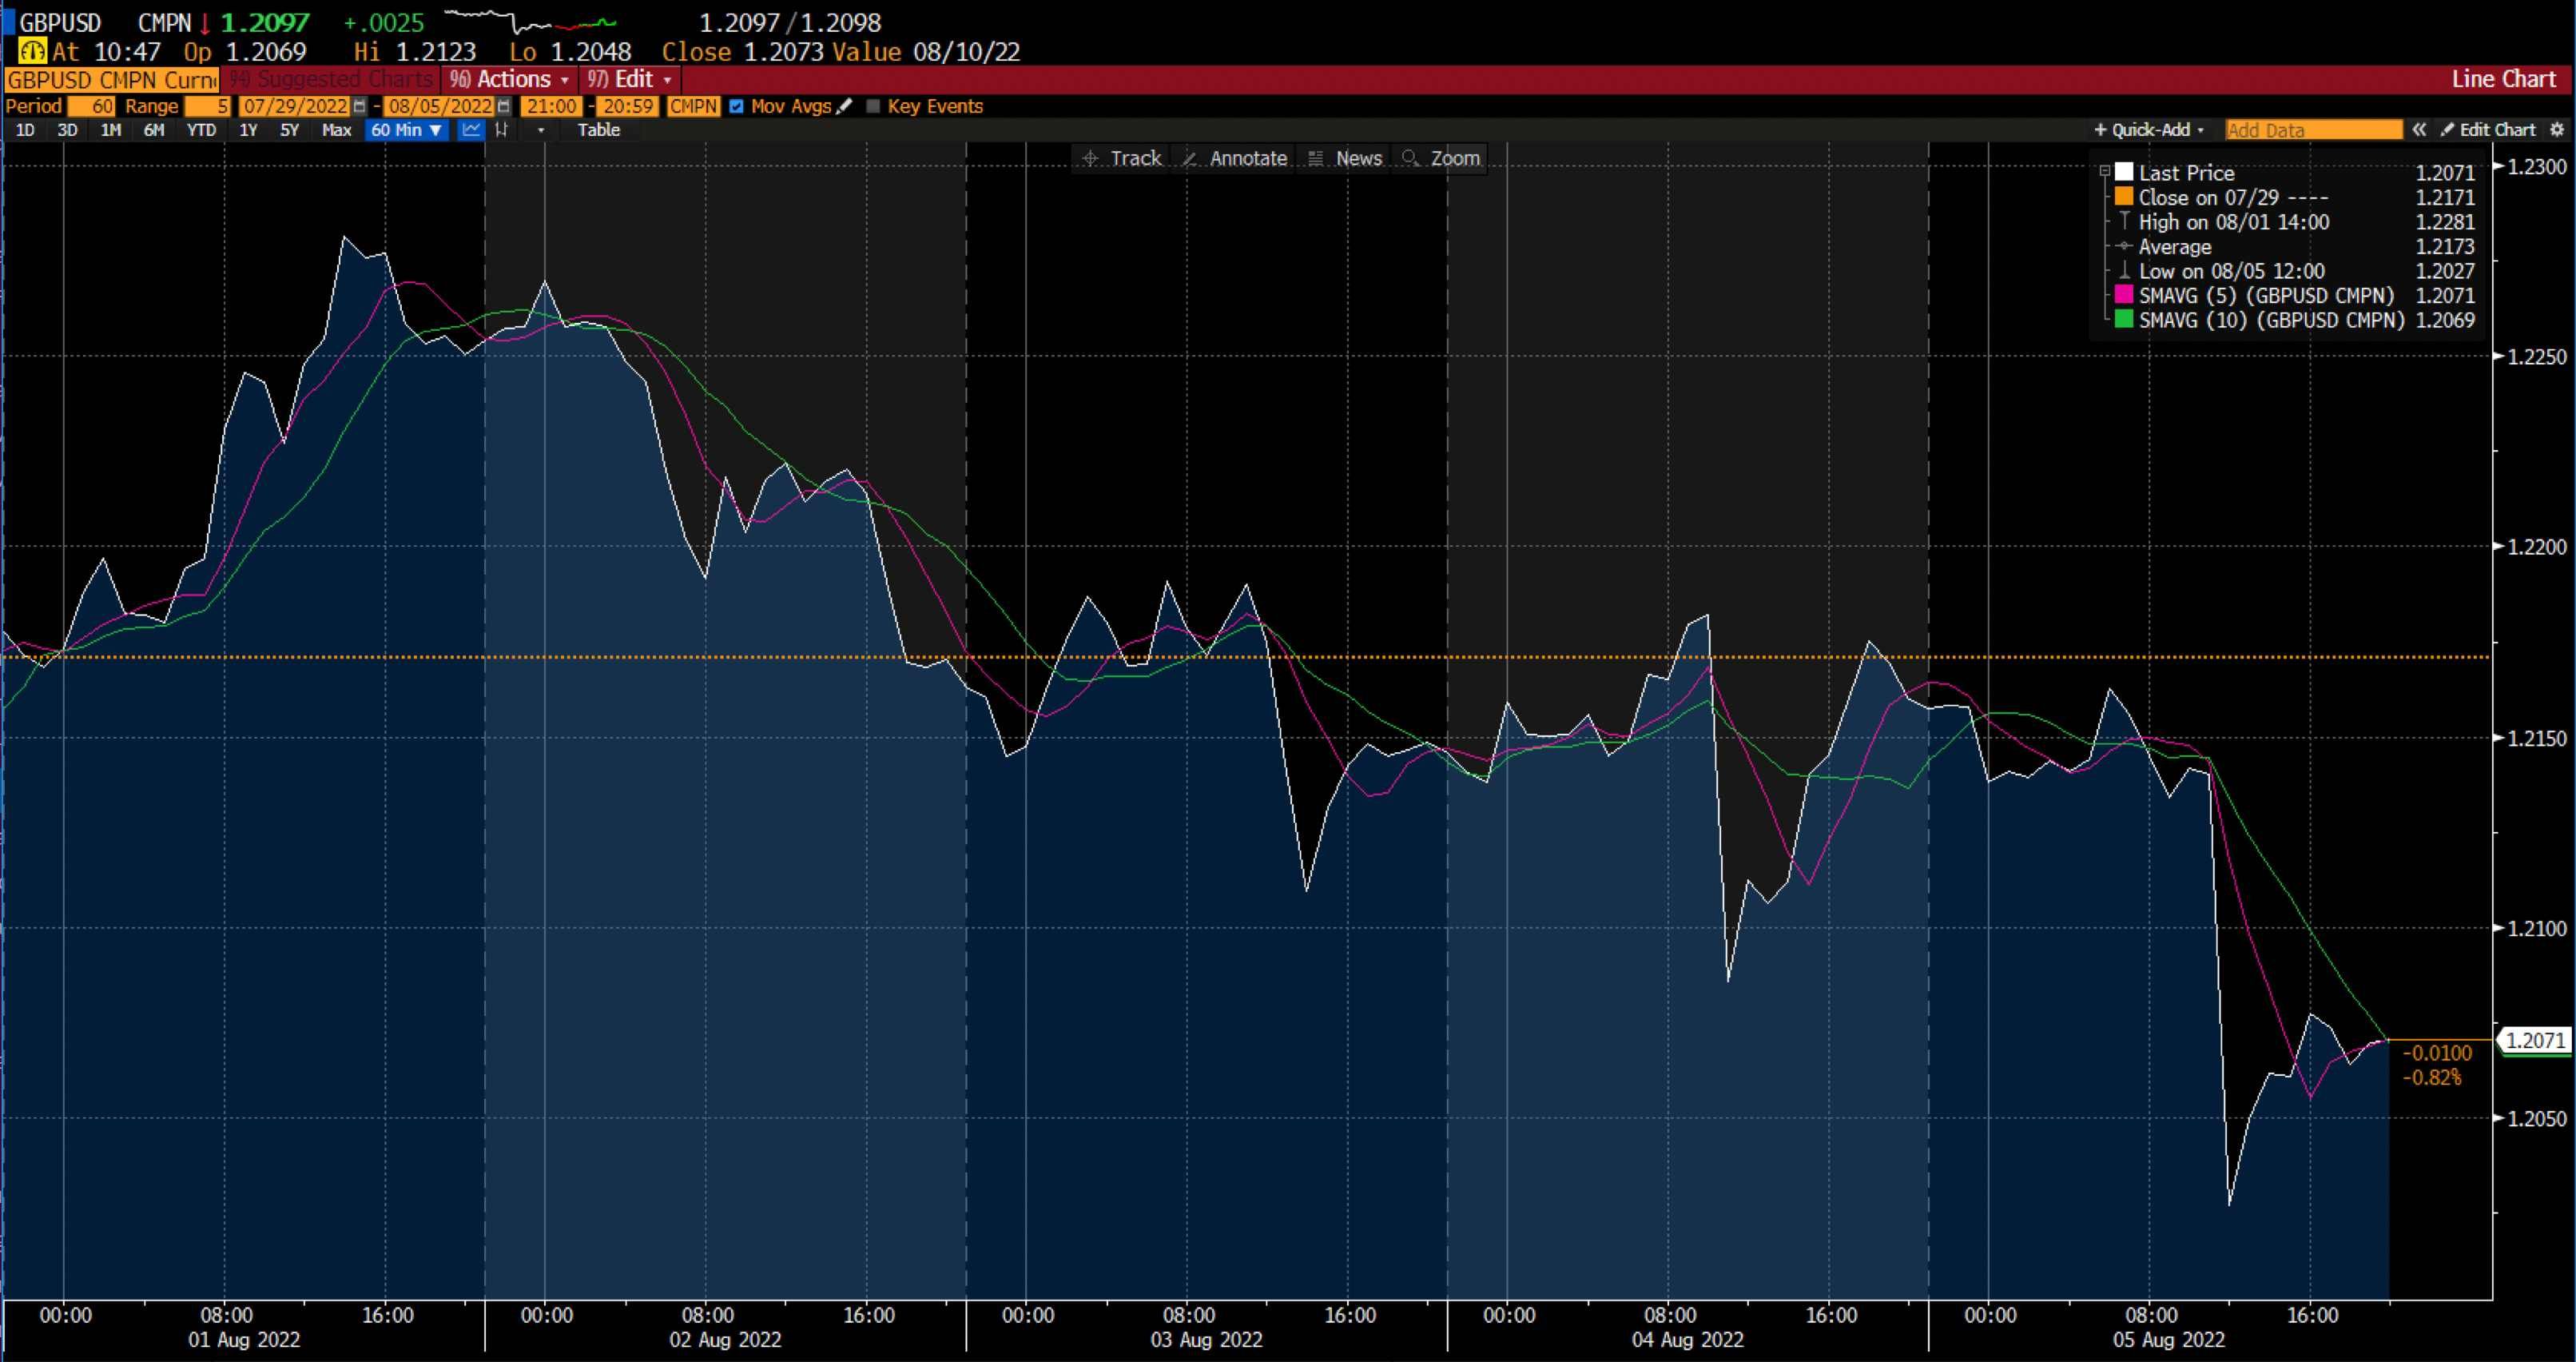 GBPUSD CMPN ↓ 1.2097 +.0025 1.2097 / 1.2098
At 10:47 Op 1.2069 Hi 1.2123 Lo 1.2048 Close 1.2073 Value 08/10/22
GBPUSD CMPN Curn 94) Suggested Charts 96) Actions 97) Edit Line Chart
Period 60 Range 5 07/29/2022 - 08/05/2022 21:00 - 20:59 CMPN Mov Avgs Key Events
1D 3D 1M 6M YTD 1Y 5Y Max 60 Min ▼ Table + Quick-Add Add Data « Edit Chart
Track Annotate News Zoom
Last Price 1.2071
Close on 07/29 ---- 1.2171
High on 08/01 14:00 1.2281
Average 1.2173
Low on 08/05 12:00 1.2027
SMAVG (5) (GBPUSD CMPN) 1.2071
SMAVG (10) (GBPUSD CMPN) 1.2069
1.2300
1.2250
1.2200
1.2150
1.2100
1.2071
-0.0100
-0.82%
1.2050
00:00 08:00 16:00 00:00 08:00 16:00 00:00 08:00 16:00 00:00 08:00 16:00 00:00 08:00 16:00
01 Aug 2022 02 Aug 2022 03 Aug 2022 04 Aug 2022 05 Aug 2022